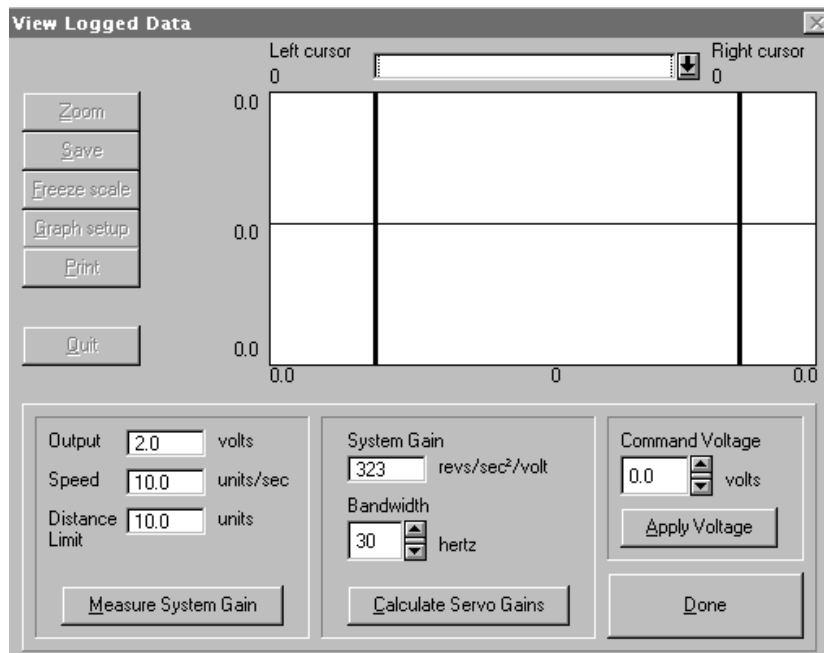 View Logged Data
Left cursor
0
Right cursor
0
Zoom
Save
Freeze scale
Graph setup
Print
Quit
0.0
0.0
0.0
0.0 0 0.0
Output 2.0 volts
Speed 10.0 units/sec
Distance Limit 10.0 units
Measure System Gain
System Gain
323 revs/sec²/volt
Bandwidth
30 hertz
Calculate Servo Gains
Command Voltage
0.0 volts
Apply Voltage
Done